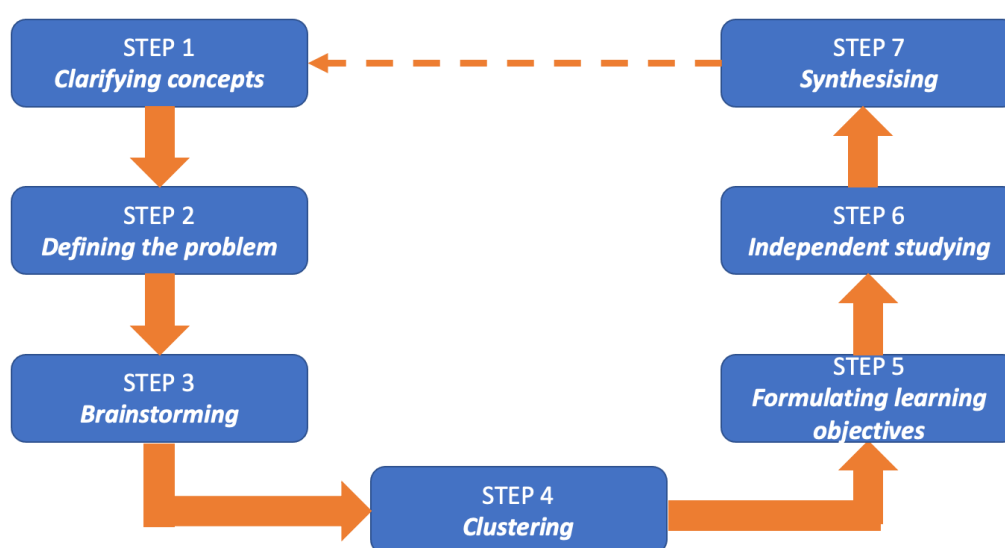 STEP 1
Clarifying concepts
STEP 2
Defining the problem
STEP 3
Brainstorming
STEP 4
Clustering
STEP 5
Formulating learning
objectives
STEP 6
Independent studying
STEP 7
Synthesising